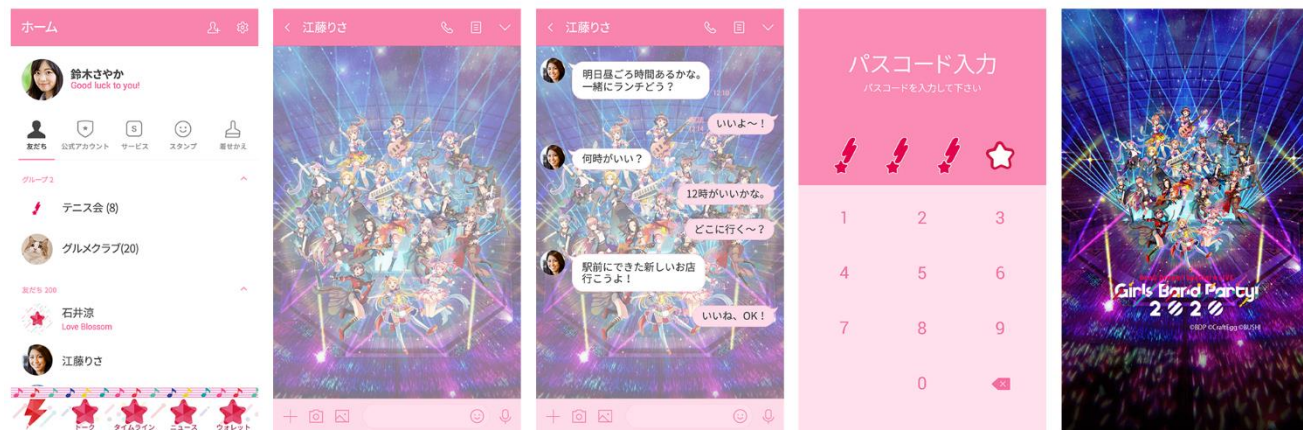 ホーム
鈴木さやか
Good luck to you!
友だち
公式アカウント
サービス
スタンプ
着せかえ
グループ 2
テニス会 (8)
グルメクラブ(20)
友だち 208
石井涼
Love Blossom
江藤りさ
トーク
タイムライン
ニュース
ウォレット
江藤りさ
江藤りさ
明日昼ごろ時間あるかな。
一緒にランチどう？
12:10
いいよ〜！
12:14
何時がいい？
12時がいいかな。
どこに行く〜？
駅前にできた新しいお店
行こうよ！
いいね、OK！
パスコード入力
パスコードを入力して下さい
1 2 3
4 5 6
7 8 9
0
Girls Band Party!
2020
©BDP ©CraftEgg ©BUSHI